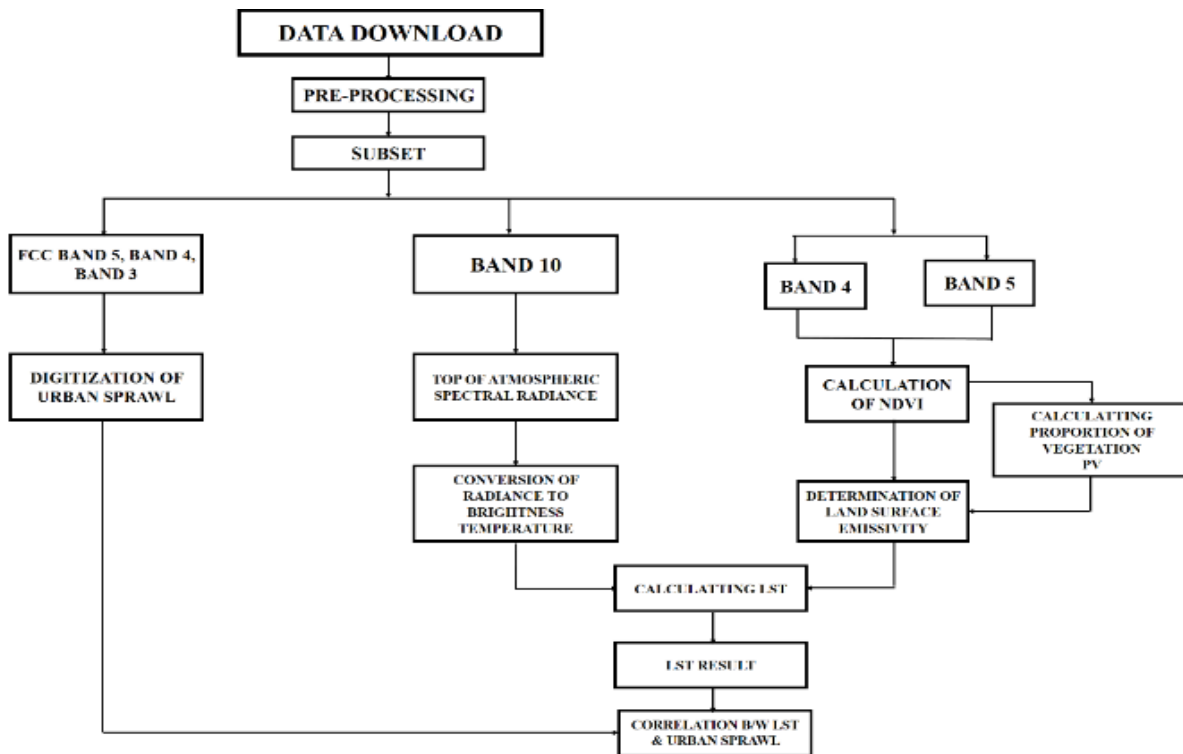 DATA DOWNLOAD
PRE-PROCESSING
SUBSET
FCC BAND 5, BAND 4,
BAND 3
BAND 10
BAND 4
BAND 5
DIGITIZATION OF
URBAN SPRAWL
TOP OF ATMOSPHERIC
SPECTRAL RADIANCE
CALCULATION
OF NDVI
CALCULATTING
PROPORTION OF
VEGETATION
PV
CONVERSION OF
RADIANCE TO
BRIGHTNESS
TEMPERATURE
DETERMINATION OF
LAND SURFACE
EMISSIVITY
CALCULATTING LST
LST RESULT
CORRELATION B/W LST
& URBAN SPRAWL